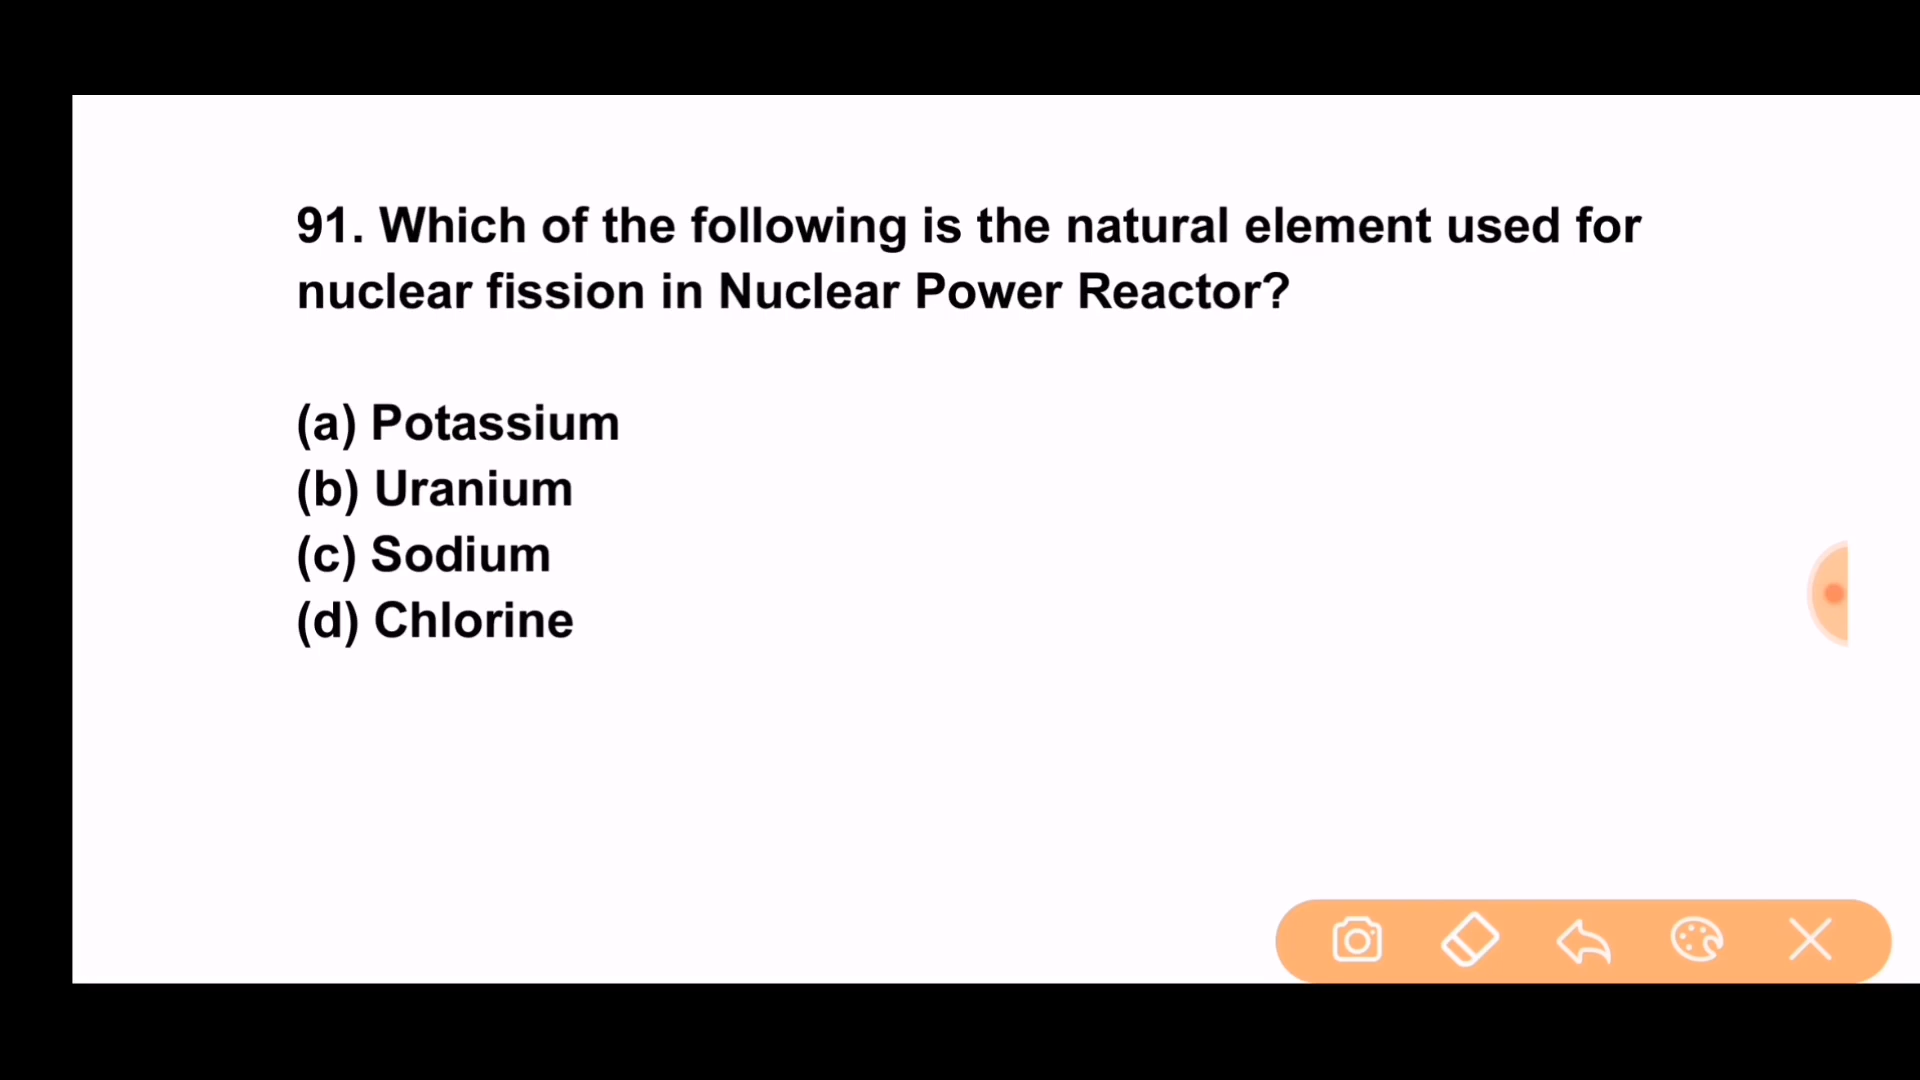 91. Which of the following is the natural element used for
nuclear fission in Nuclear Power Reactor?
(a) Potassium
(b) Uranium
(c) Sodium
(d) Chlorine